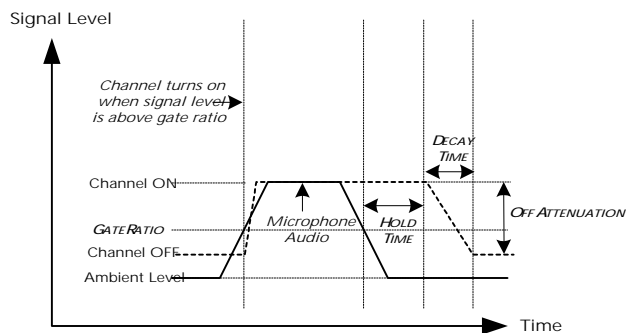 Signal Level
Channel turns on
when signal level
is above gate ratio
DECAY
TIME
Channel ON
OFF ATTENUATION
GATE RATIO
Microphone
Audio
HOLD
TIME
Channel OFF
Ambient Level
Time